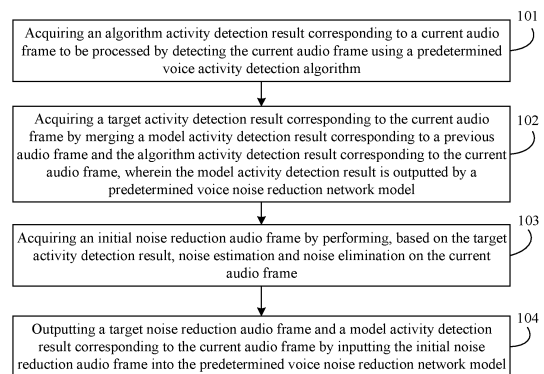 101
Acquiring an algorithm activity detection result corresponding to a current audio
frame to be processed by detecting the current audio frame using a predetermined
voice activity detection algorithm
102
Acquiring a target activity detection result corresponding to the current audio
frame by merging a model activity detection result corresponding to a previous
audio frame and the algorithm activity detection result corresponding to the current
audio frame, wherein the model activity detection result is outputted by a
predetermined voice noise reduction network model
103
Acquiring an initial noise reduction audio frame by performing, based on the target
activity detection result, noise estimation and noise elimination on the current
audio frame
104
Outputting a target noise reduction audio frame and a model activity detection
result corresponding to the current audio frame by inputting the initial noise
reduction audio frame into the predetermined voice noise reduction network model